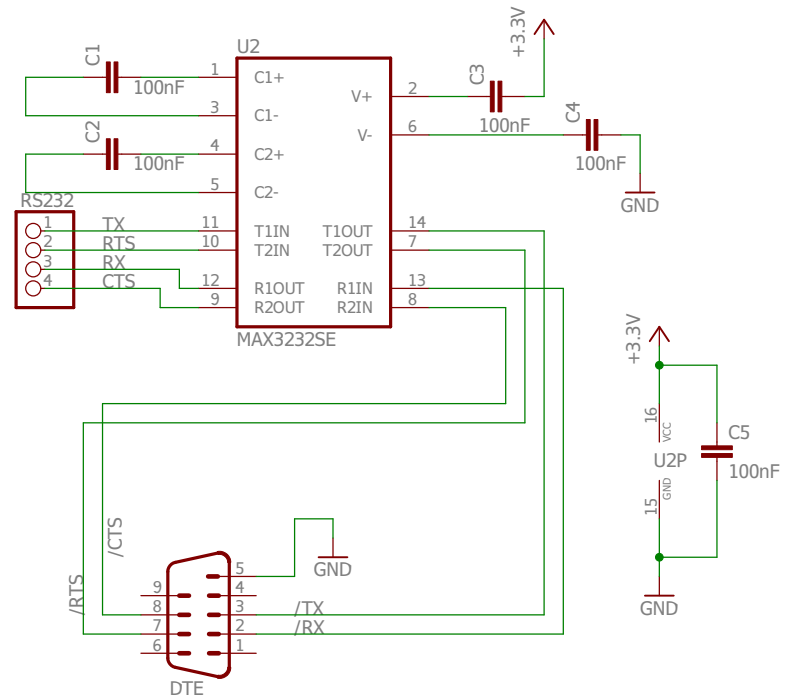 +3.3V
U2
C1
100nF
1
C1+
3
C1-
C2
100nF
4
C2+
5
C2-
V+
2
C3
100nF
V-
6
C4
100nF
GND
RS232
1
TX
11
T1IN
T1OUT
14
2
RTS
10
T2IN
T2OUT
7
3
RX
12
R1OUT
R1IN
13
4
CTS
9
R2OUT
R2IN
8
MAX3232SE
+3.3V
16
VCC
U2P
C5
100nF
15
GND
GND
/CTS
/RTS
GND
5
9
4
8
3
/TX
7
2
/RX
6
1
DTE